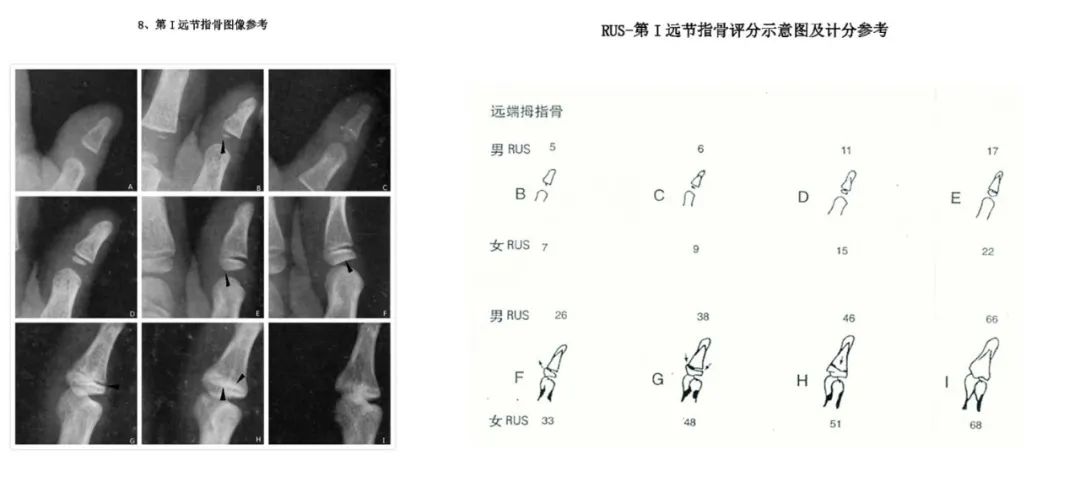 8、第 I 远节指骨图像参考
A
B
C
D
E
F
G
H
I
RUS-第 I 远节指骨评分示意图及计分参考
远端拇指骨
男 RUS 5 6 11 17
B C D E
女 RUS 7 9 15 22
男 RUS 26 38 46 66
F G H I
女 RUS 33 48 51 68